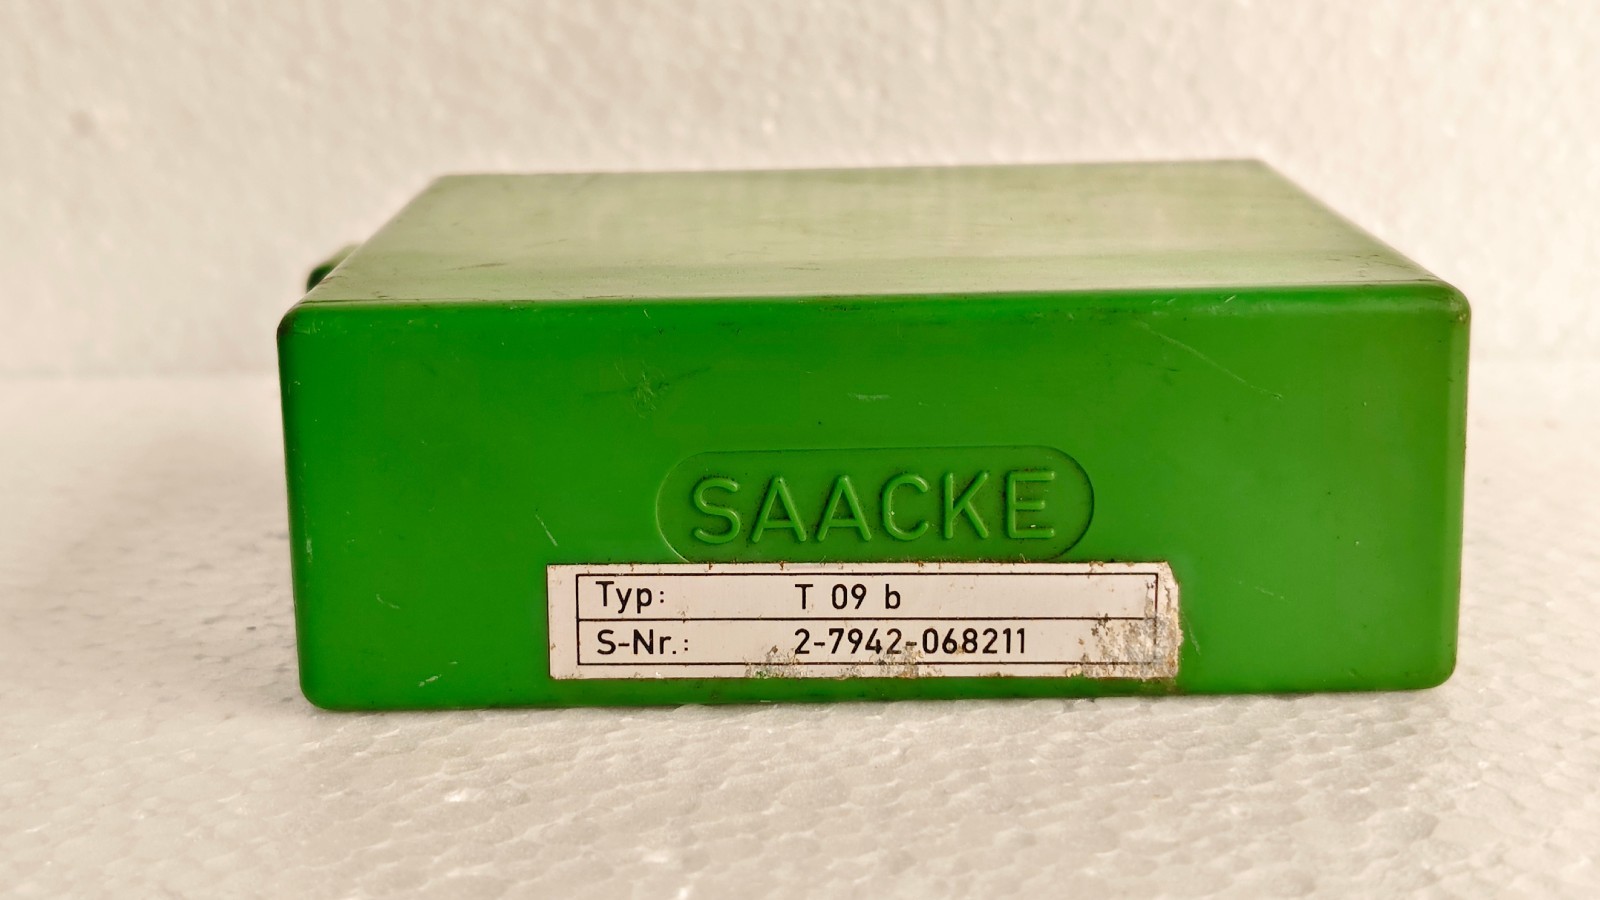 SAACKE
Typ: T 09 b
S-Nr.: 2-7942-068211